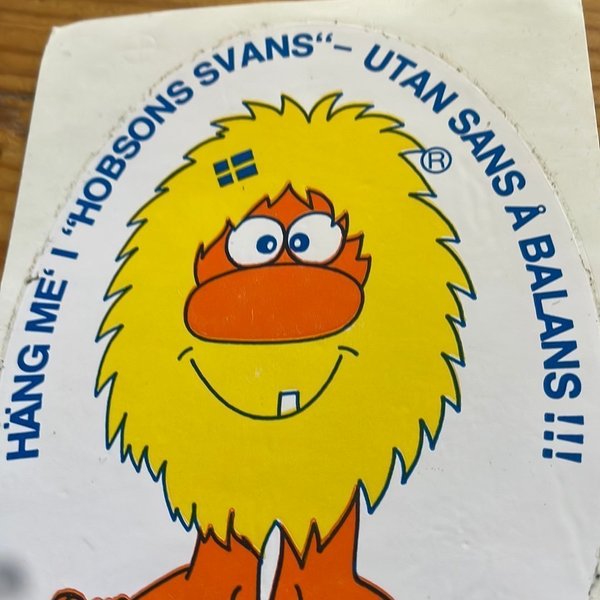 HÄNG ME' I "HOBSONS SVANS" – UTAN SANS Å BALANS !!!
®